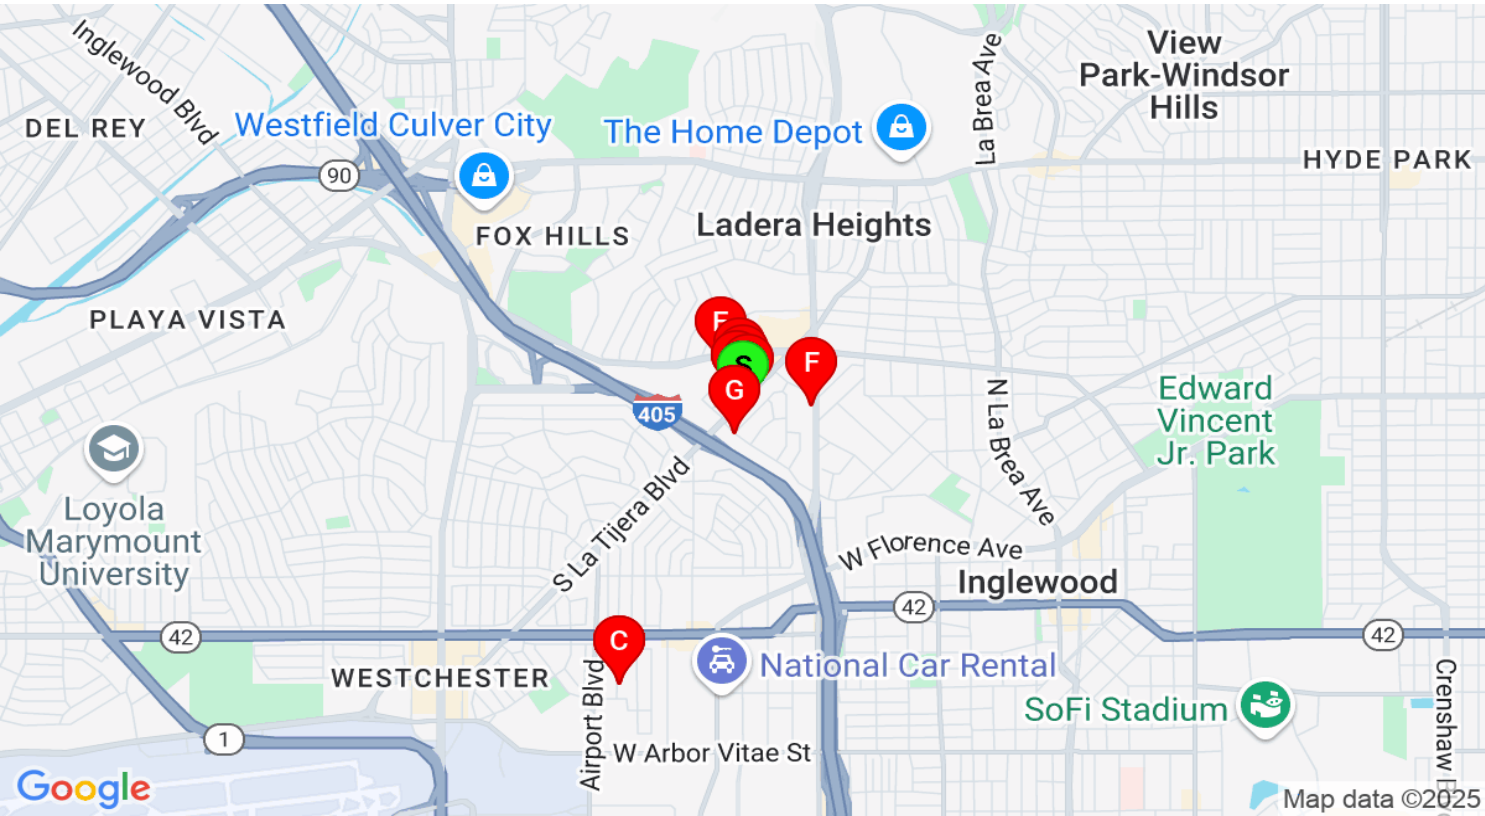 Inglewood Blvd
DEL REY
Westfield Culver City
The Home Depot
La Brea Ave
View
Park-Windsor
Hills
HYDE PARK
90
FOX HILLS
Ladera Heights
PLAYA VISTA
S
F
G
405
N La Brea Ave
Edward
Vincent
Jr. Park
Loyola
Marymount
University
S La Tijera Blvd
W Florence Ave
Inglewood
42
42
42
C
WESTCHESTER
National Car Rental
Airport Blvd
SoFi Stadium
Crenshaw
1
W Arbor Vitae St
Google
Map data ©2025